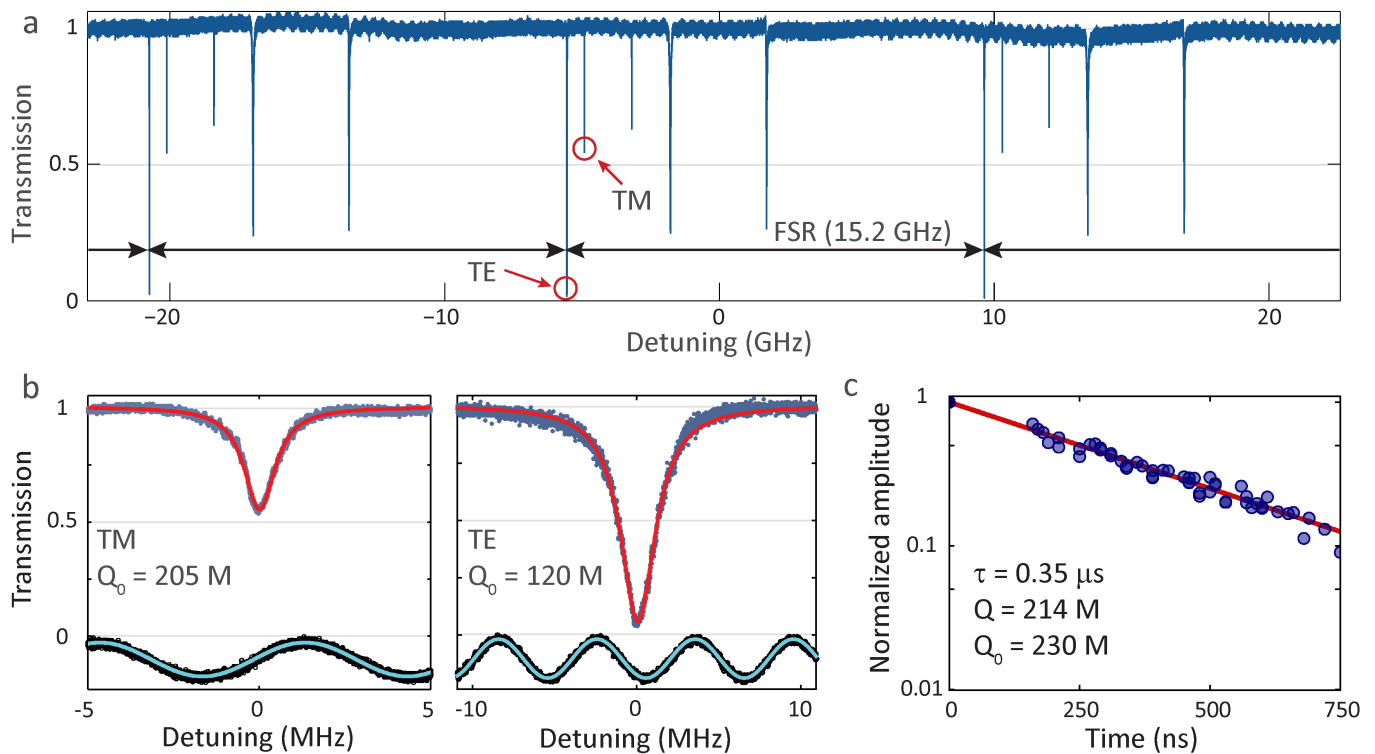 a
Transmission
1
0.5
0
TM
FSR (15.2 GHz)
TE
−20
−10
0
10
20
Detuning (GHz)
b
Transmission
1
0.5
0
TM
Q₀ = 205 M
-5
0
5
Detuning (MHz)
TE
Q₀ = 120 M
-10
0
10
Detuning (MHz)
c
Normalized amplitude
1
0.1
0.01
τ = 0.35 μs
Q = 214 M
Q₀ = 230 M
0
250
500
750
Time (ns)